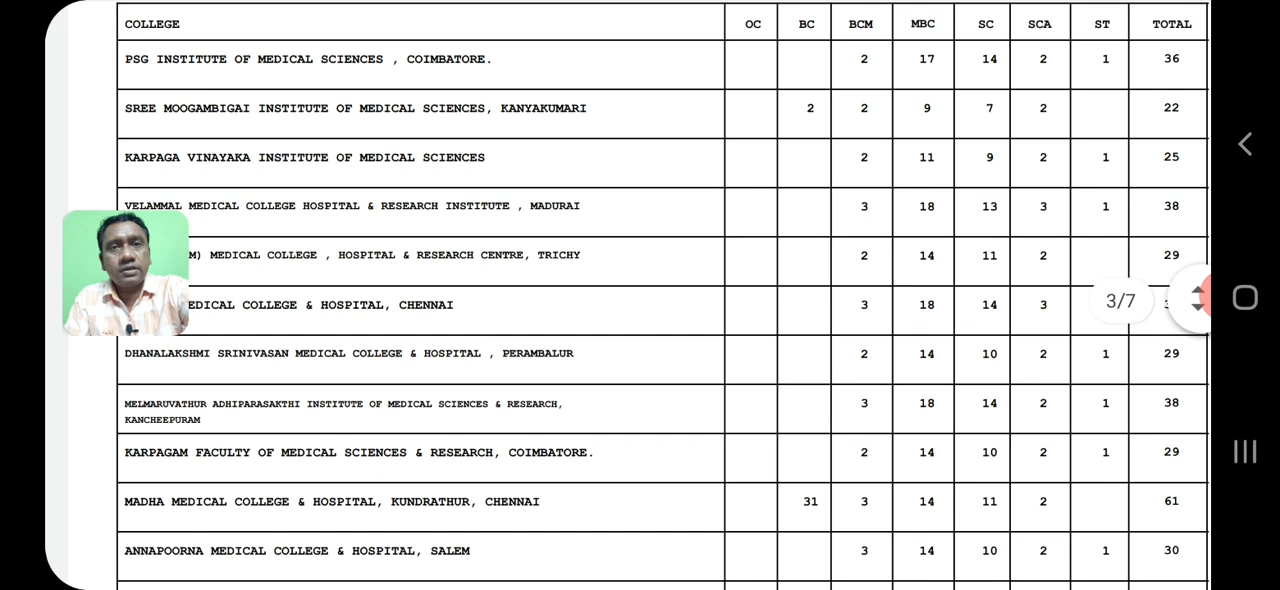 COLLEGE OC BC BCM MBC SC SCA ST TOTAL
PSG INSTITUTE OF MEDICAL SCIENCES , COIMBATORE. 2 17 14 2 1 36
SREE MOOGAMBIGAI INSTITUTE OF MEDICAL SCIENCES, KANYAKUMARI 2 2 9 7 2 22
KARPAGA VINAYAKA INSTITUTE OF MEDICAL SCIENCES 2 11 9 2 1 25
VELAMMAL MEDICAL COLLEGE HOSPITAL & RESEARCH INSTITUTE , MADURAI 3 18 13 3 1 38
M) MEDICAL COLLEGE , HOSPITAL & RESEARCH CENTRE, TRICHY 2 14 11 2 29
EDICAL COLLEGE & HOSPITAL, CHENNAI 3 18 14 3
3/7
DHANALAKSHMI SRINIVASAN MEDICAL COLLEGE & HOSPITAL , PERAMBALUR 2 14 10 2 1 29
MELMARUVATHUR ADHIPARASAKTHI INSTITUTE OF MEDICAL SCIENCES & RESEARCH,
KANCHEEPURAM 3 18 14 2 1 38
KARPAGAM FACULTY OF MEDICAL SCIENCES & RESEARCH, COIMBATORE. 2 14 10 2 1 29
MADHA MEDICAL COLLEGE & HOSPITAL, KUNDRATHUR, CHENNAI 31 3 14 11 2 61
ANNAPOORNA MEDICAL COLLEGE & HOSPITAL, SALEM 3 14 10 2 1 30